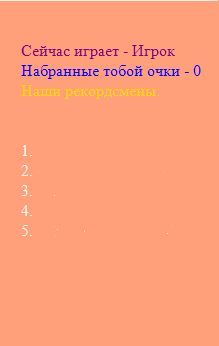 Сейчас играет - Игрок
Набранные тобой очки - 0
Наши рекордсмены:
1.
2.
3.
4.
5.